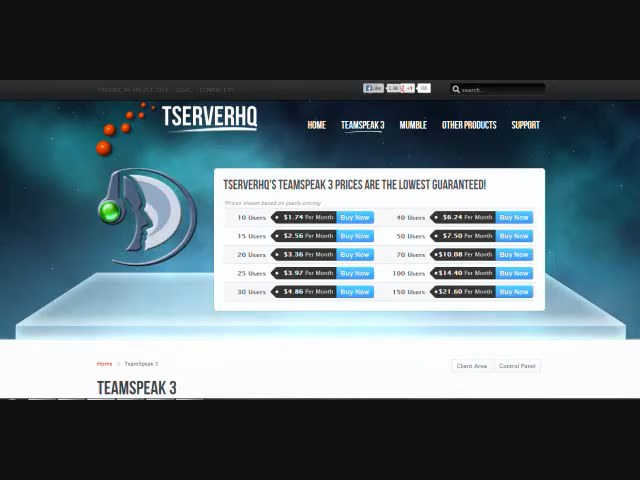 LEGAL CONTACT US
Like
search...
TSERVERHQ
HOME TEAMSPEAK 3 MUMBLE OTHER PRODUCTS SUPPORT
TSERVERHQ'S TEAMSPEAK 3 PRICES ARE THE LOWEST GUARANTEED!
*Prices shown based on yearly pricing
10 Users $1.74 Per Month Buy Now 40 Users $6.24 Per Month Buy Now
15 Users $2.56 Per Month Buy Now 50 Users $7.50 Per Month Buy Now
20 Users $3.36 Per Month Buy Now 70 Users $10.08 Per Month Buy Now
25 Users $3.97 Per Month Buy Now 100 Users $14.40 Per Month Buy Now
30 Users $4.86 Per Month Buy Now 150 Users $21.60 Per Month Buy Now
Home > TeamSpeak 3
Client Area Control Panel
TEAMSPEAK 3